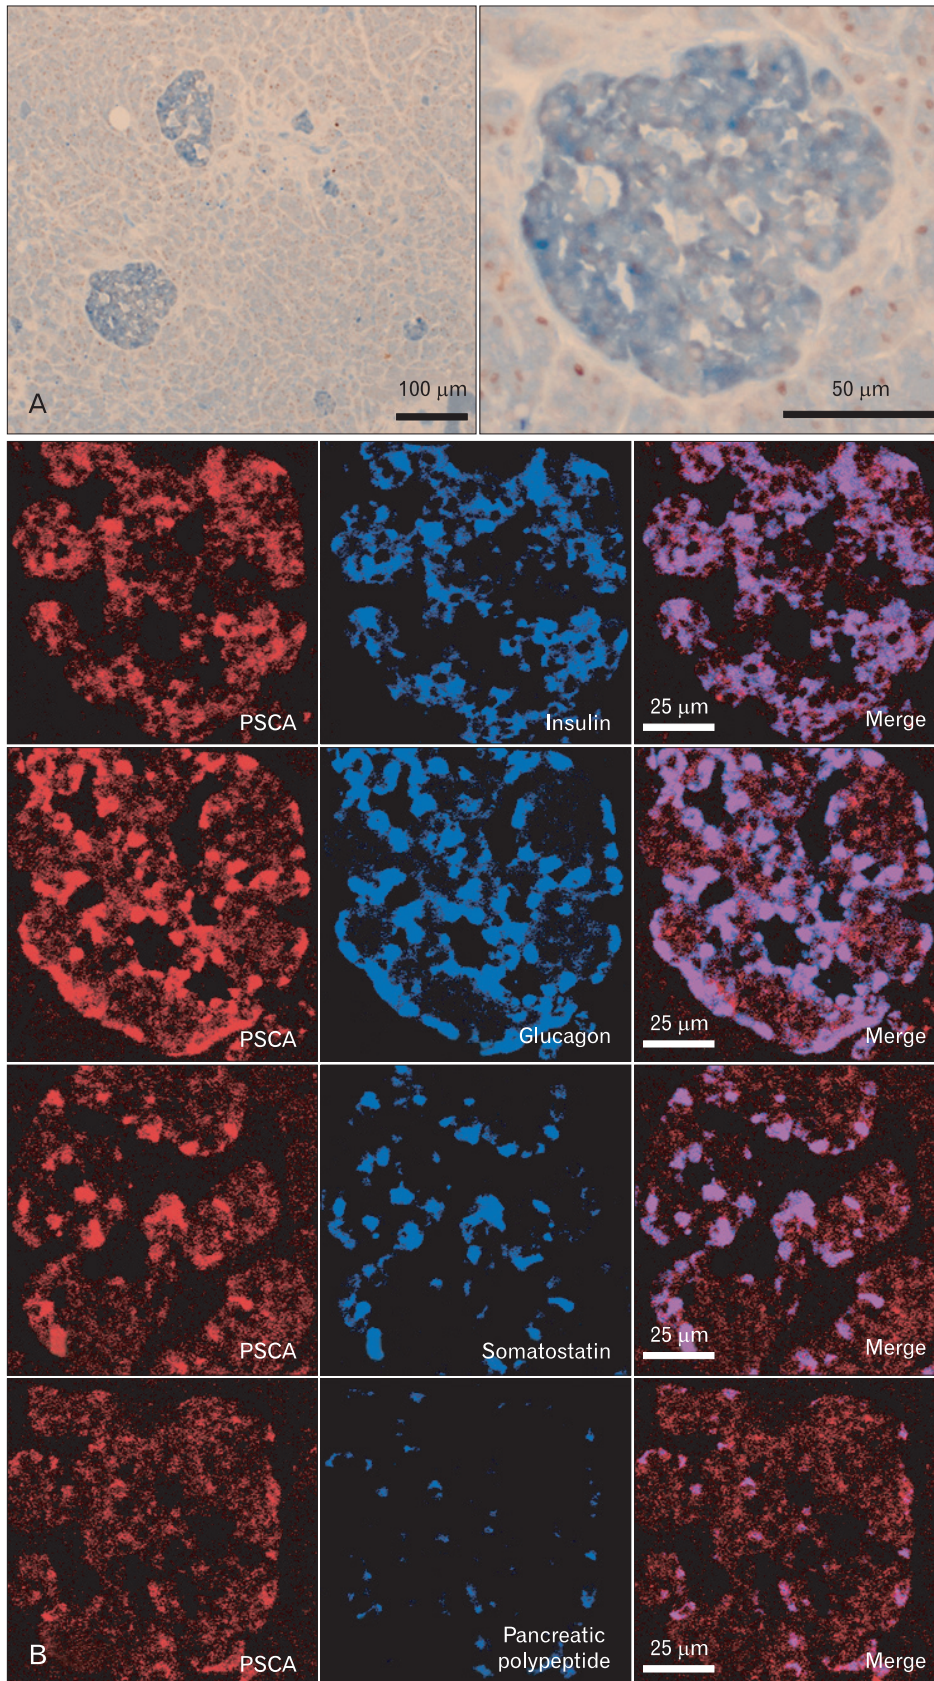 A
100 μm
50 μm
PSCA
Insulin
25 μm
Merge
PSCA
Glucagon
25 μm
Merge
PSCA
Somatostatin
25 μm
Merge
B
PSCA
Pancreatic
polypeptide
25 μm
Merge